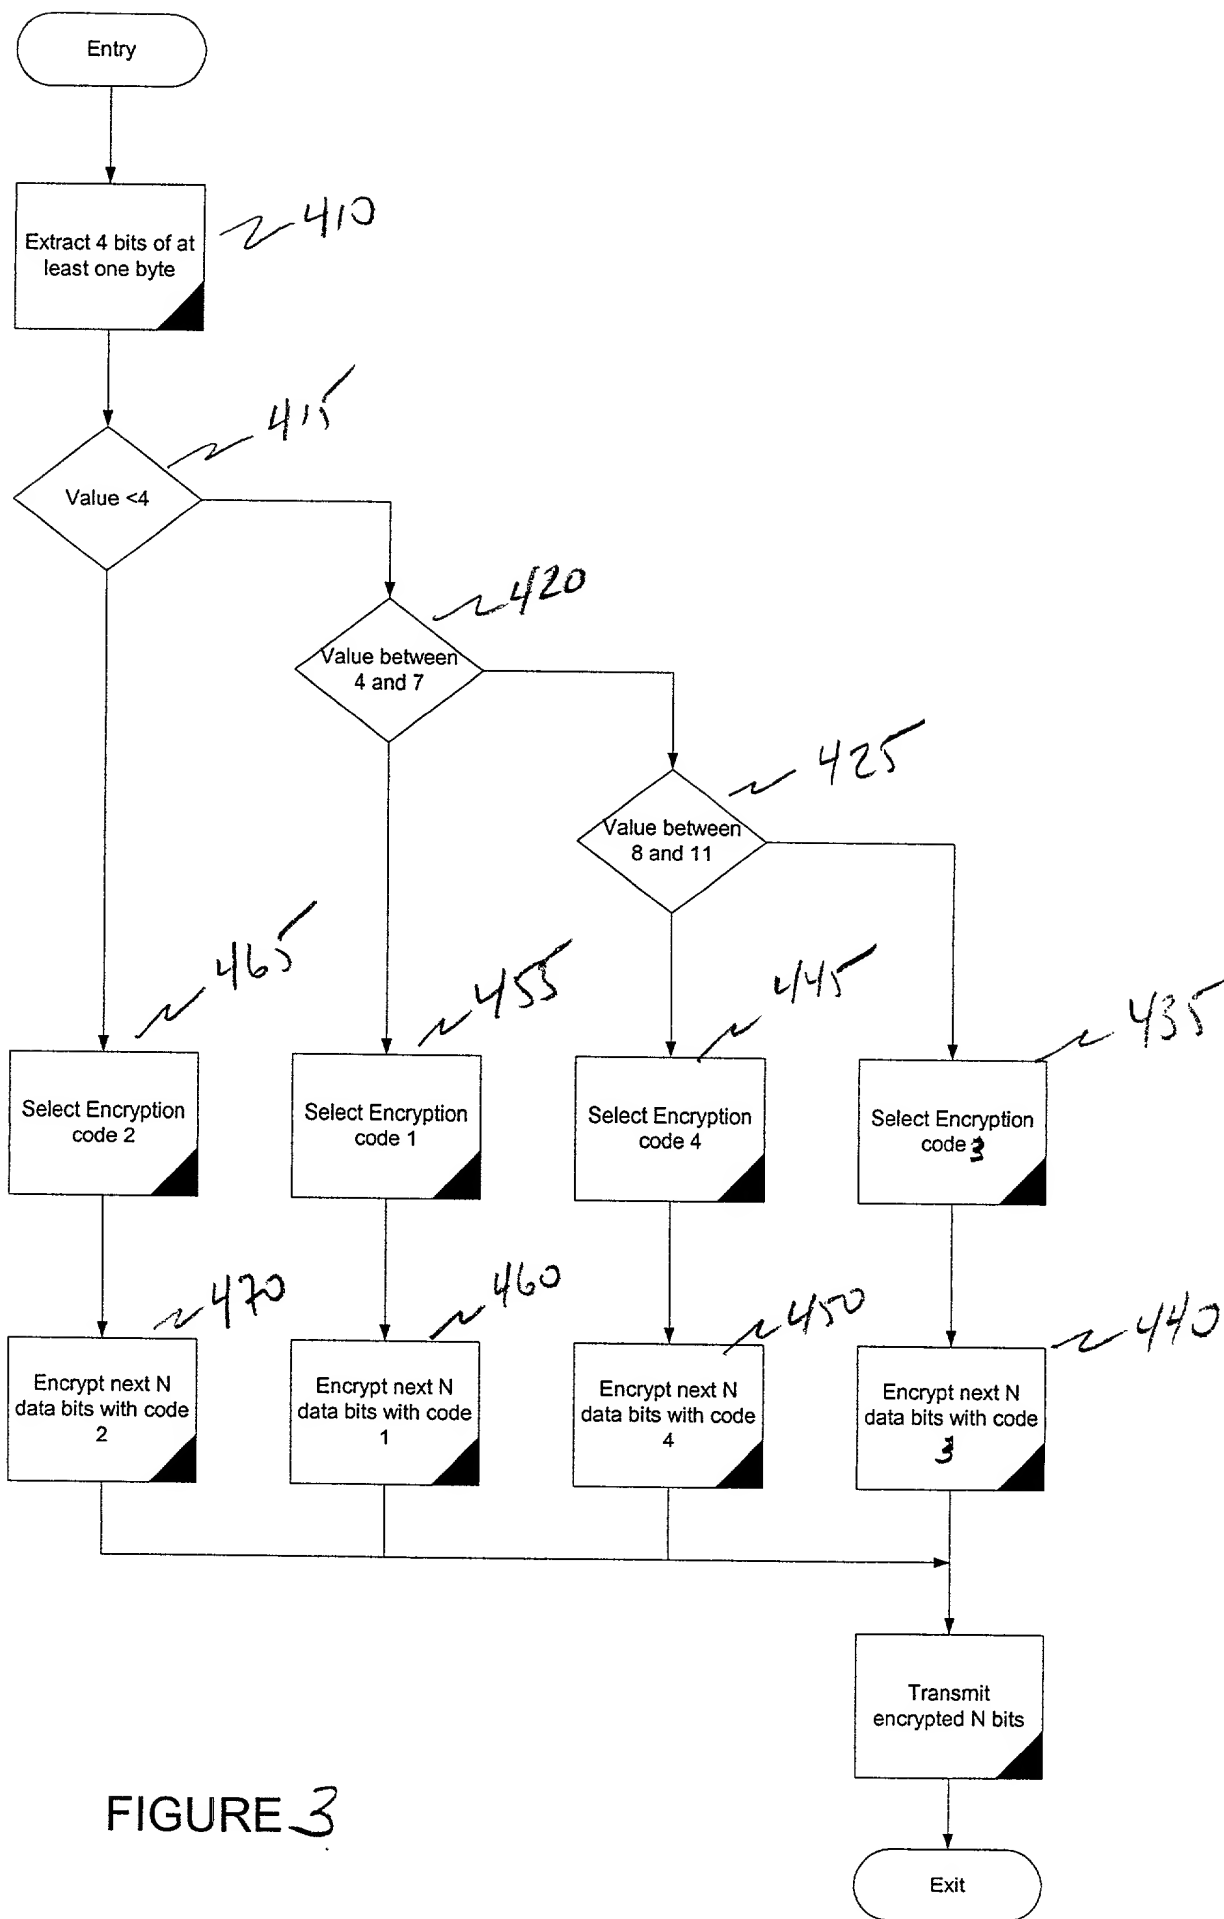 Entry
Extract 4 bits of at
least one byte
410
Value <4
415
Value between
4 and 7
420
Value between
8 and 11
425
465
455
445
435
Select Encryption
code 2
Select Encryption
code 1
Select Encryption
code 4
Select Encryption
code 3
470
460
450
440
Encrypt next N
data bits with code
2
Encrypt next N
data bits with code
1
Encrypt next N
data bits with code
4
Encrypt next N
data bits with code
3
Transmit
encrypted N bits
Exit
FIGURE 3